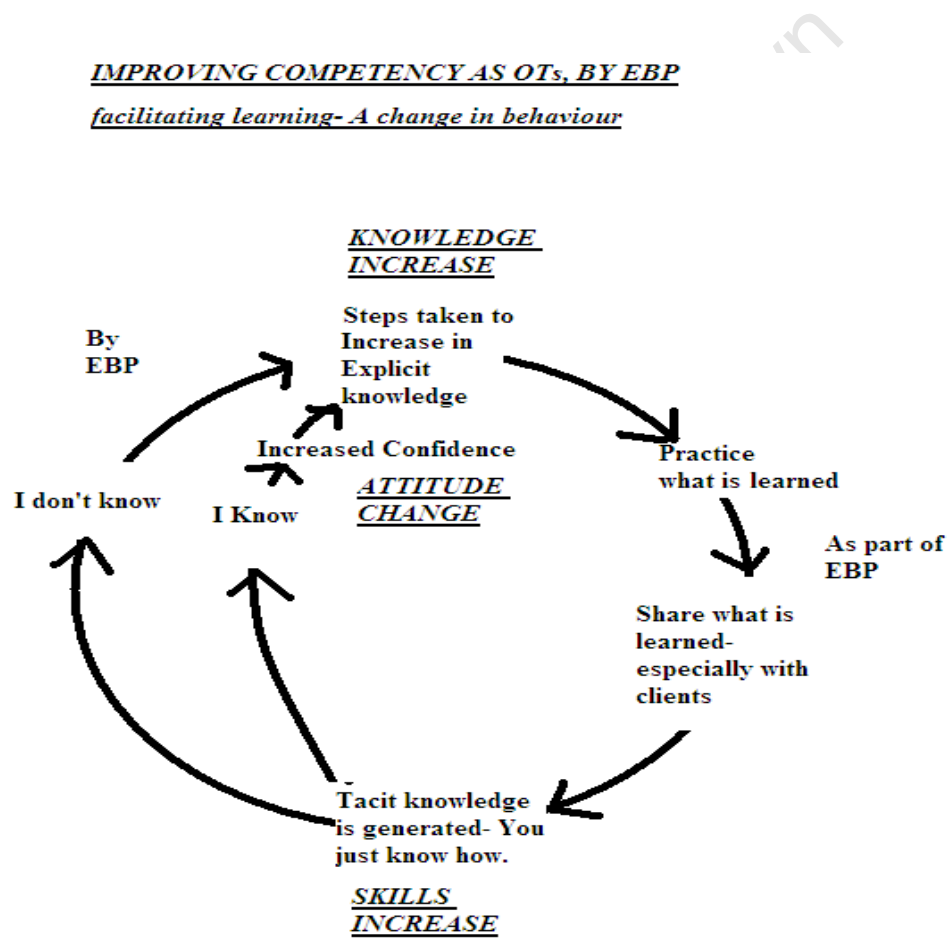 IMPROVING COMPETENCY AS OTs, BY EBP
facilitating learning- A change in behaviour
KNOWLEDGE
INCREASE
Steps taken to
Increase in
Explicit
knowledge
By
EBP
Increased Confidence
ATTITUDE
CHANGE
I don't know
I Know
Practice
what is learned
As part of
EBP
Share what is
learned-
especially with
clients
Tacit knowledge
is generated- You
just know how.
SKILLS
INCREASE